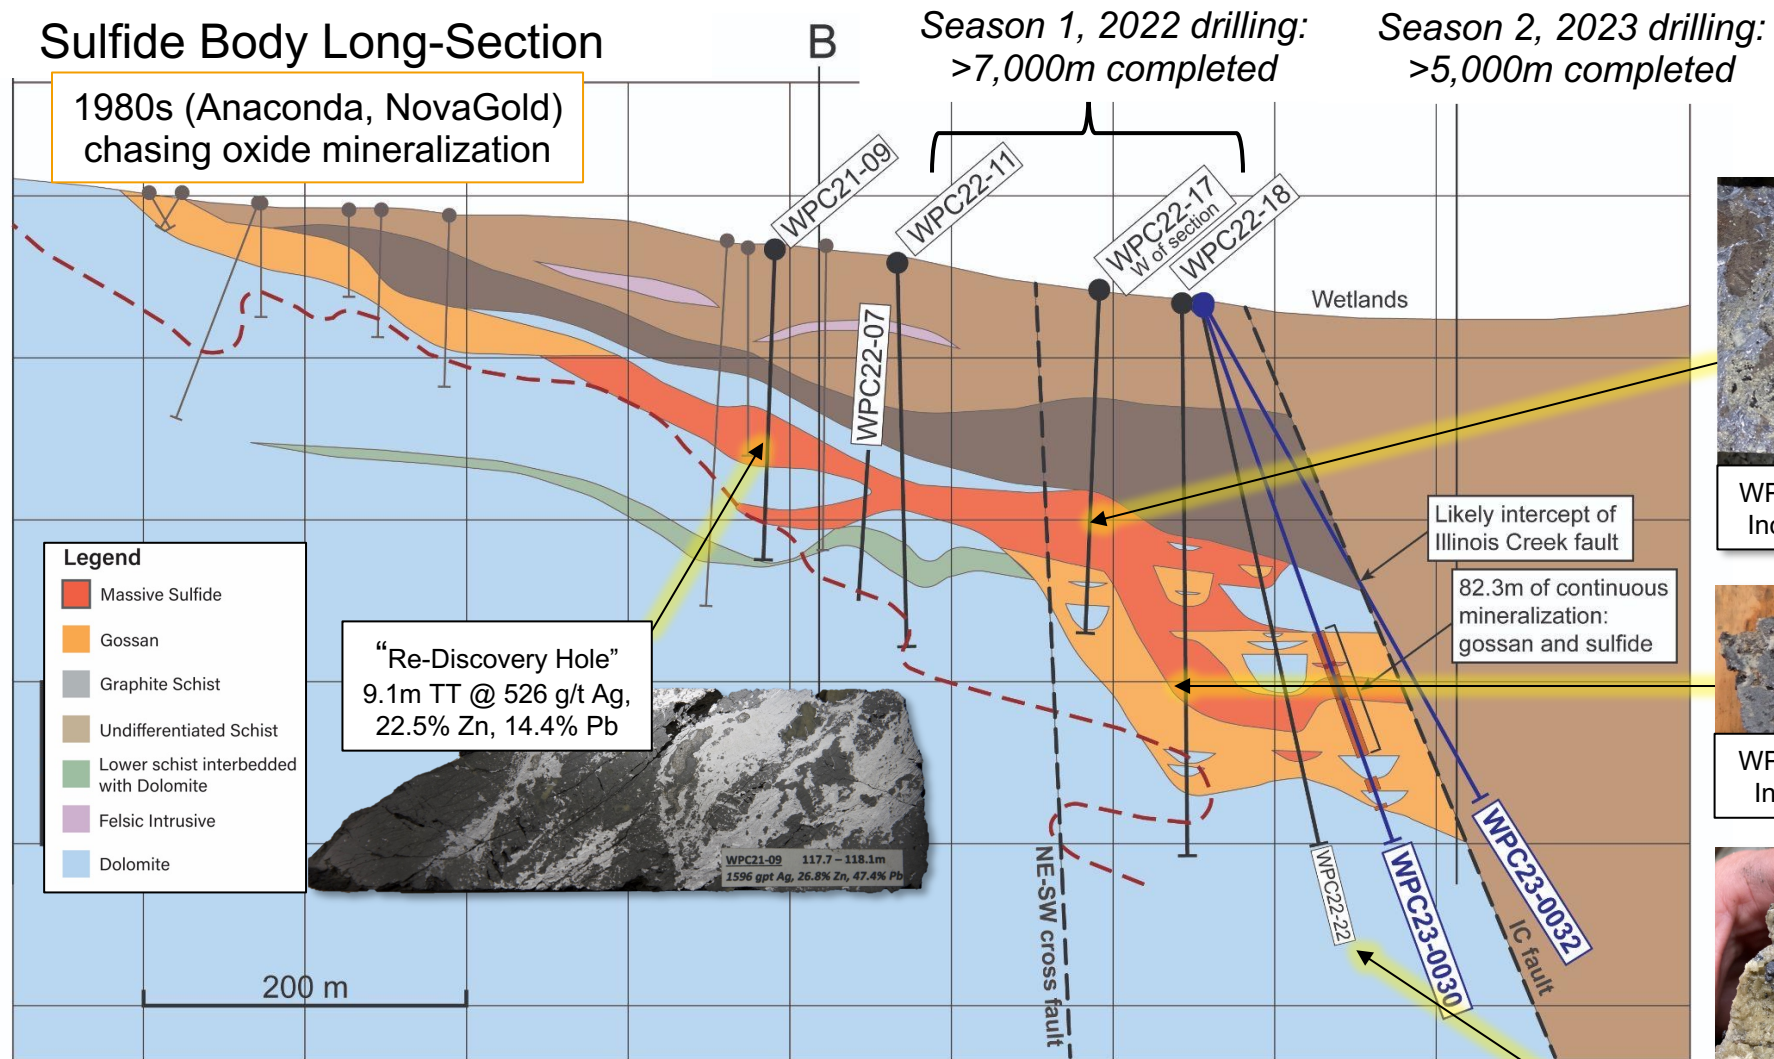 Sulfide Body Long-Section
B
Season 1, 2022 drilling:
>7,000m completed
Season 2, 2023 drilling:
>5,000m completed
1980s (Anaconda, NovaGold)
chasing oxide mineralization
WPC21-09
WPC22-11
WPC22-17
W of section
WPC22-18
Wetlands
WPC22-07
Likely intercept of
Illinois Creek fault
82.3m of continuous
mineralization:
gossan and sulfide
Legend
Massive Sulfide
Gossan
Graphite Schist
Undifferentiated Schist
Lower schist interbedded
with Dolomite
Felsic Intrusive
Dolomite
“Re-Discovery Hole”
9.1m TT @ 526 g/t Ag,
22.5% Zn, 14.4% Pb
WPC21-09 117.7 – 118.1m
1596 gpt Ag, 26.8% Zn, 47.4% Pb
200 m
NE-SW cross fault
WPC22-22
WPC23-0030
WPC23-0032
IC fault